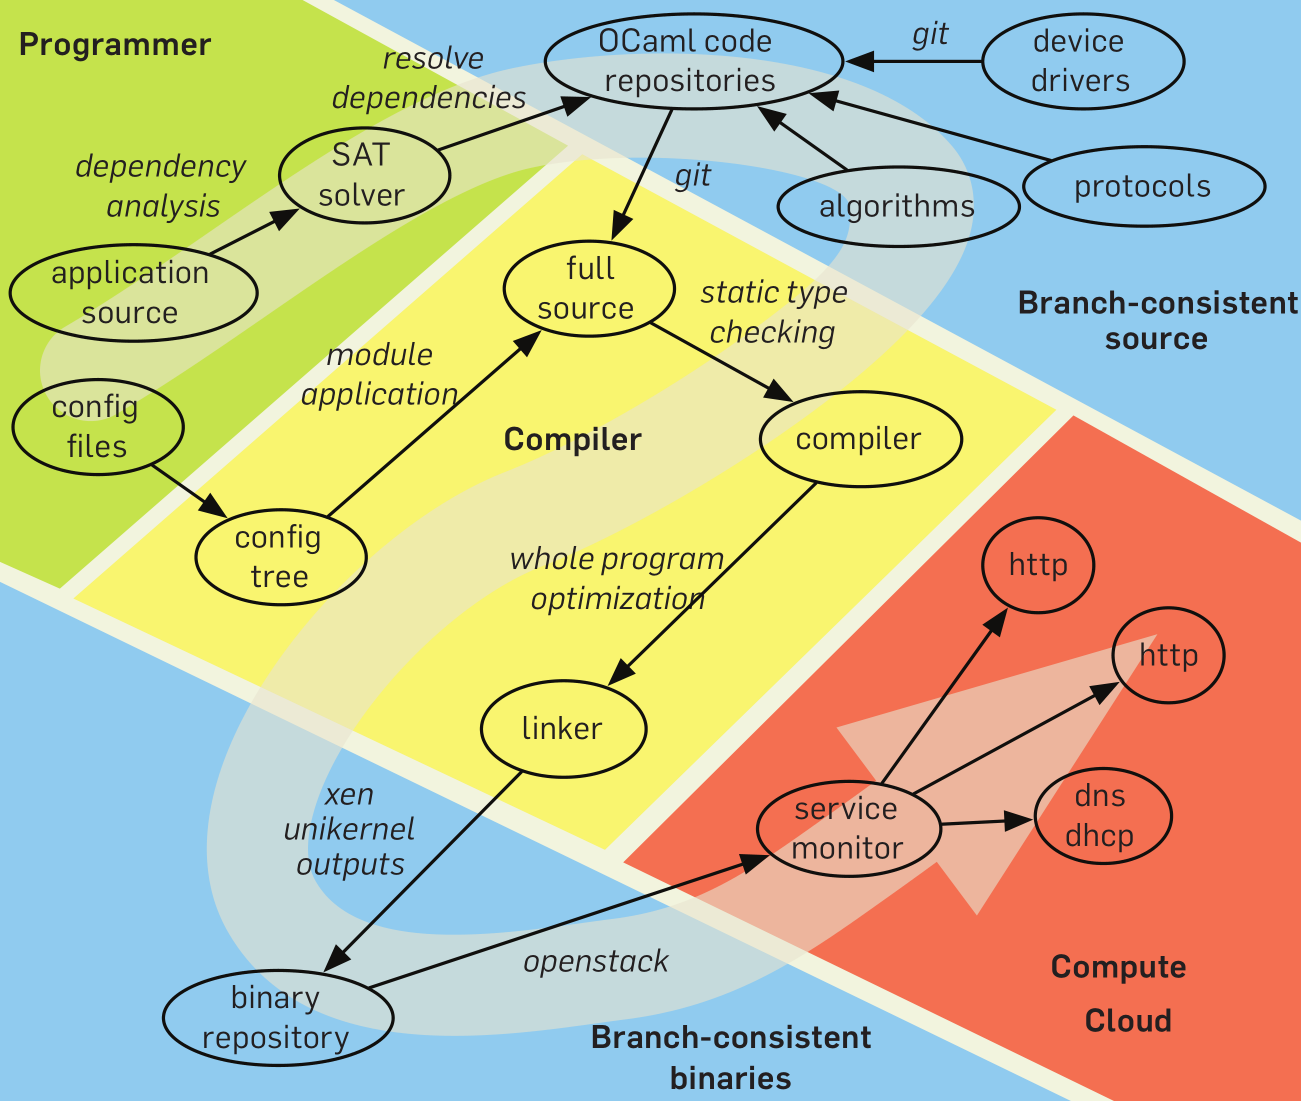 Programmer
resolve
dependencies
OCaml code
repositories
git
device
drivers
dependency
analysis
SAT
solver
git
algorithms
protocols
application
source
full
source
static type
checking
Branch-consistent
source
module
application
config
files
Compiler
compiler
config
tree
whole program
optimization
http
http
linker
xen
unikernel
outputs
service
monitor
dns
dhcp
openstack
binary
repository
Branch-consistent
binaries
Compute
Cloud